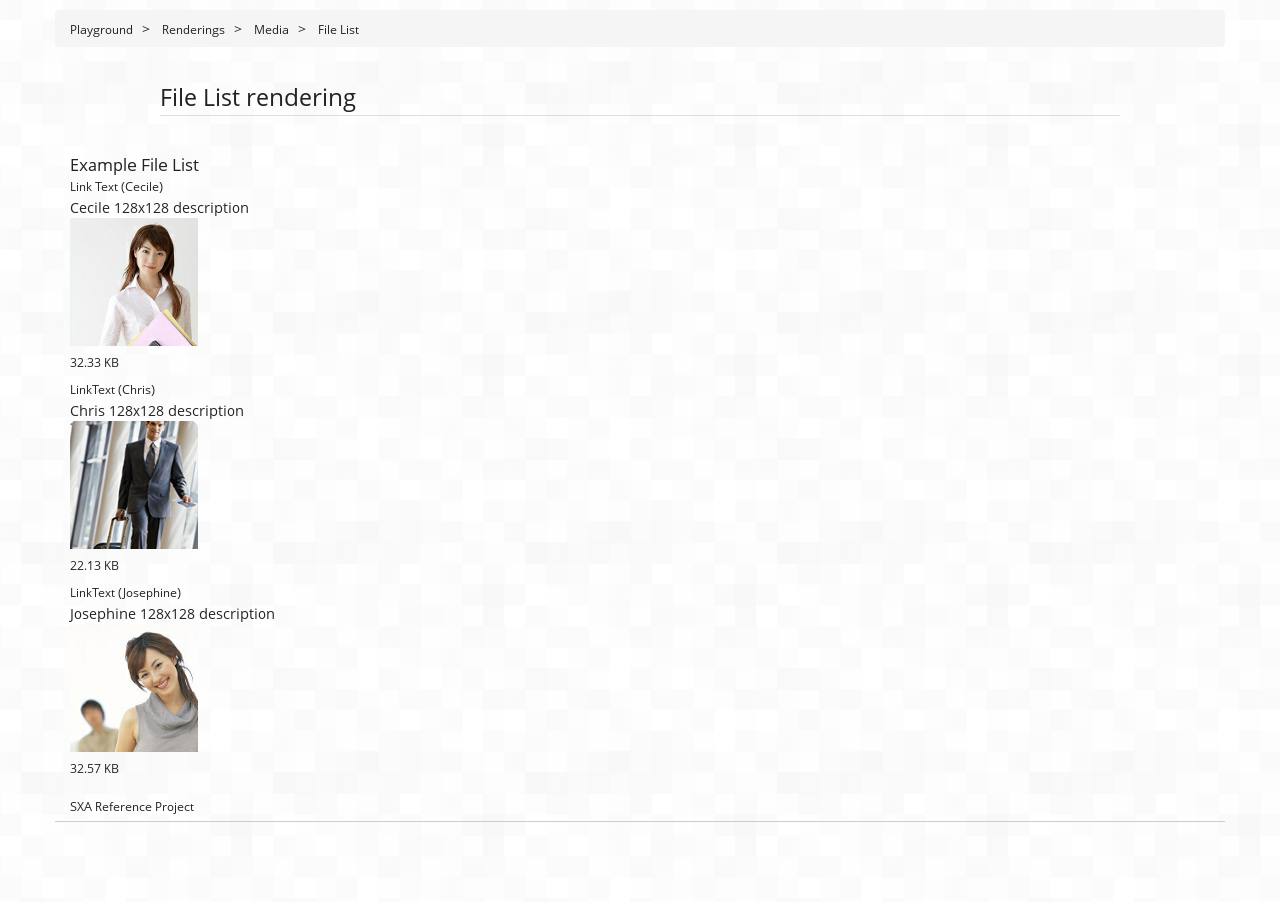 Playground > Renderings > Media > File List
File List rendering
Example File List
Link Text (Cecile)
Cecile 128x128 description
32.33 KB
LinkText (Chris)
Chris 128x128 description
22.13 KB
LinkText (Josephine)
Josephine 128x128 description
32.57 KB
SXA Reference Project